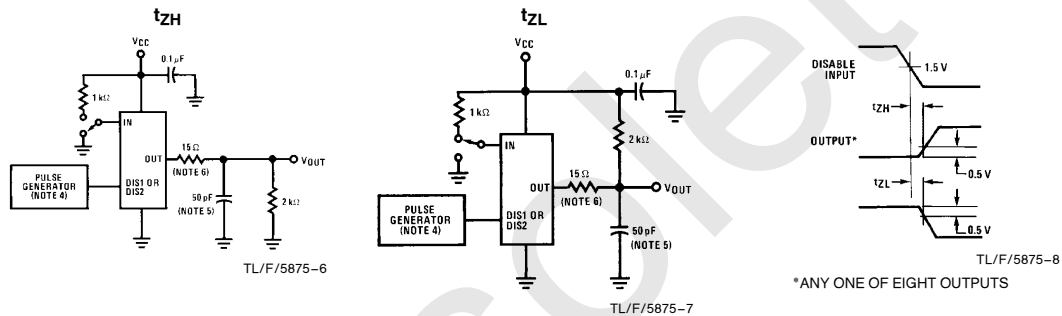 tZH
VCC
0.1 µF
1 kΩ
IN
OUT
15 Ω
(NOTE 6)
VOUT
PULSE
GENERATOR
(NOTE 4)
DIS1 OR
DIS2
50 pF
(NOTE 5)
2 kΩ
TL/F/5875–6
tZL
VCC
0.1 µF
1 kΩ
2 kΩ
IN
OUT
15 Ω
(NOTE 6)
VOUT
PULSE
GENERATOR
(NOTE 4)
DIS1 OR
DIS2
50 pF
(NOTE 5)
TL/F/5875–7
DISABLE
INPUT
1.5 V
tZH
OUTPUT*
0.5 V
tZL
0.5 V
TL/F/5875–8
*ANY ONE OF EIGHT OUTPUTS